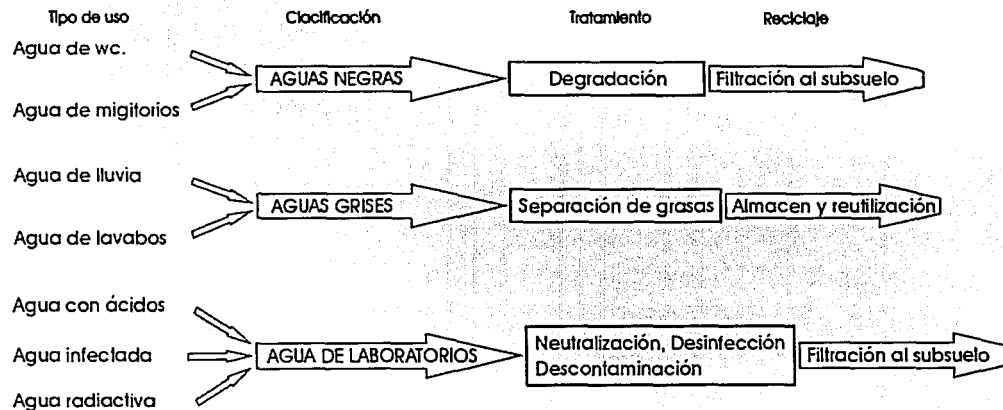 Tipo de uso
Clacificación
Tratamiento
Reciclaje
Agua de wc.
Agua de migitorios
AGUAS NEGRAS
Degradación
Filtración al subsuelo
Agua de lluvia
Agua de lavabos
AGUAS GRISES
Separación de grasas
Almacen y reutilización
Agua con ácidos
Agua infectada
Agua radiactiva
AGUA DE LABORATORIOS
Neutralización, Desinfección
Descontaminación
Filtración al subsuelo